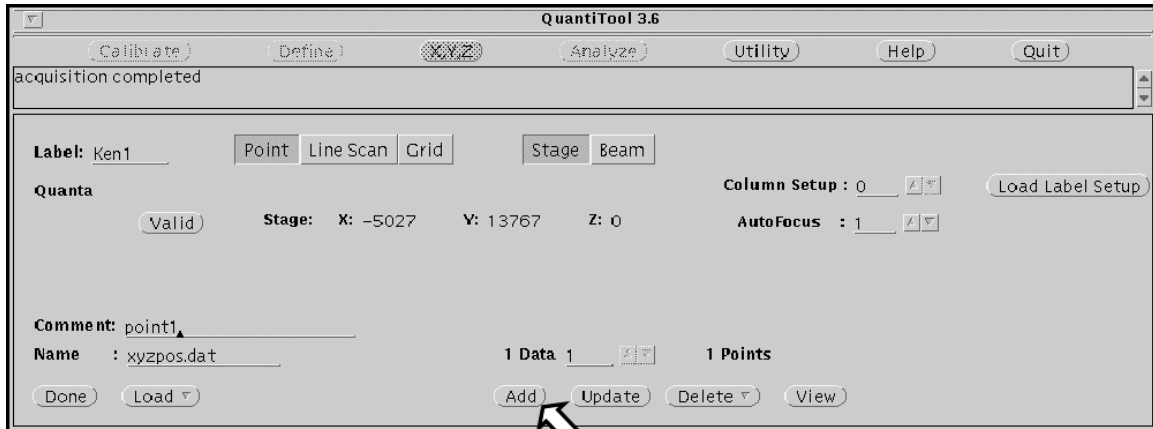 QuantiTool 3.6
Calibrate Define XYZ Analyze Utility Help Quit
acquisition completed
Label: Ken1 Point Line Scan Grid Stage Beam
Quanta Column Setup : 0 Load Label Setup
Valid Stage: X: -5027 Y: 13767 Z: 0 AutoFocus : 1
Comment: point1
Name : xyzpos.dat 1 Data 1 1 Points
Done Load Add Update Delete View